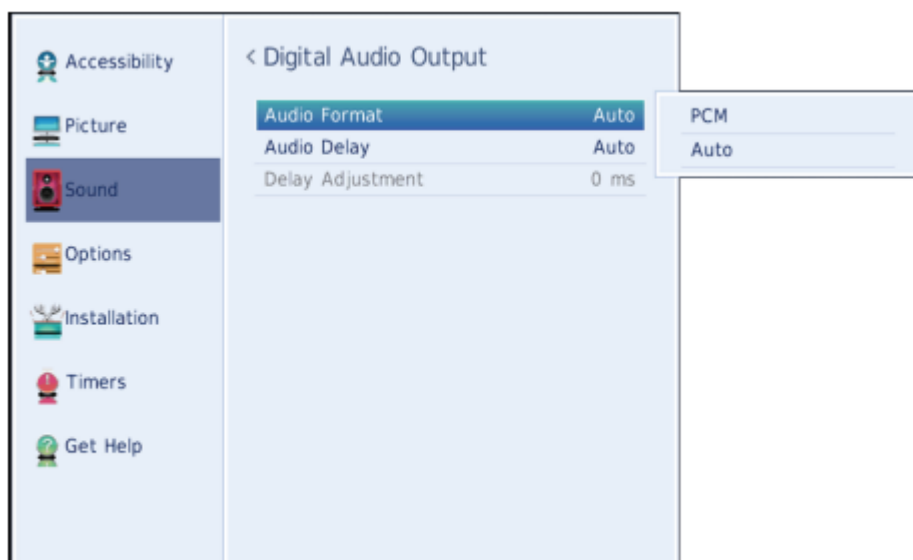 Accessibility
Picture
Sound
Options
Installation
Timers
Get Help
< Digital Audio Output
Audio Format Auto
Audio Delay Auto
Delay Adjustment 0 ms
PCM
Auto